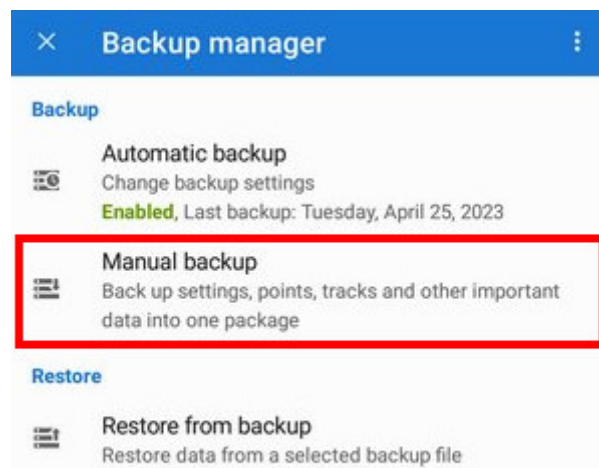 Backup manager
Backup
Automatic backup
Change backup settings
Enabled, Last backup: Tuesday, April 25, 2023
Manual backup
Back up settings, points, tracks and other important
data into one package
Restore
Restore from backup
Restore data from a selected backup file